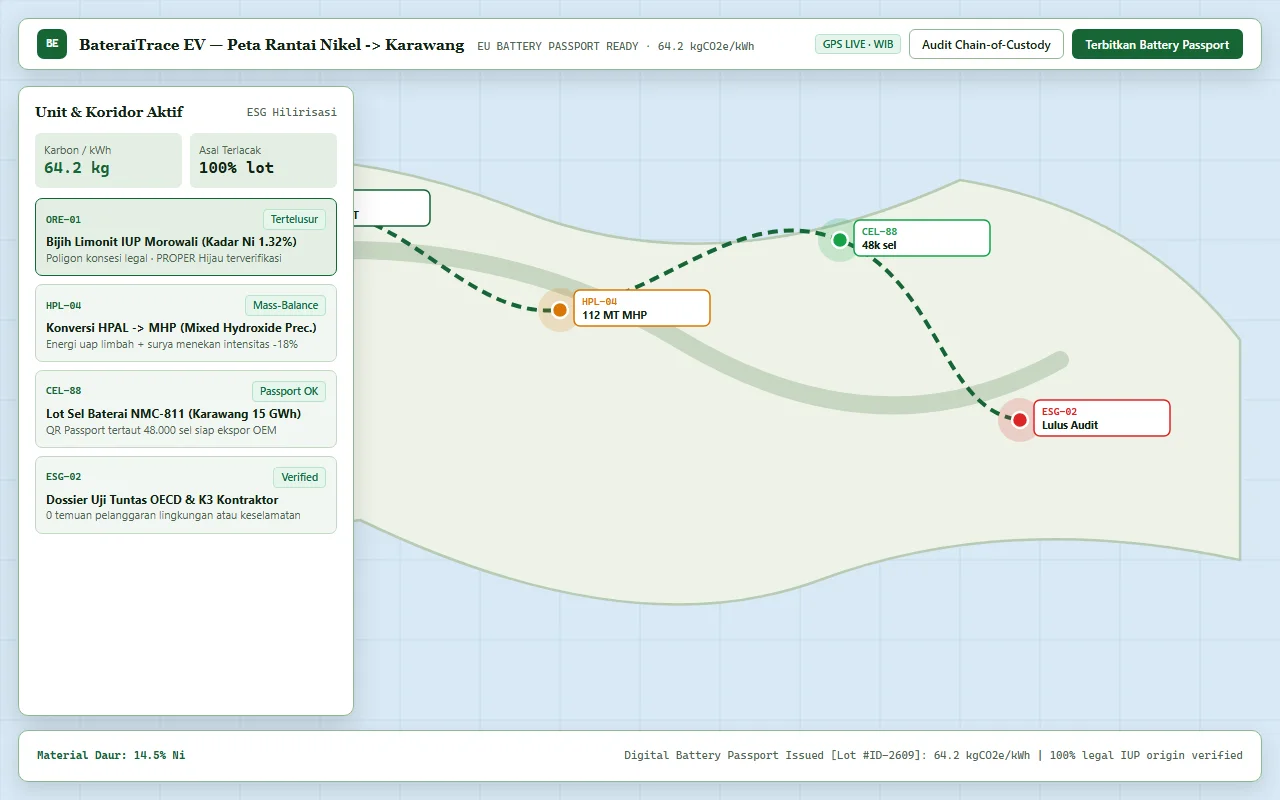 BE
BateraiTrace EV — Peta Rantai Nikel -> Karawang
EU BATTERY PASSPORT READY · 64.2 kgCO2e/kWh
GPS LIVE · WIB
Audit Chain-of-Custody
Terbitkan Battery Passport
Unit & Koridor Aktif
ESG Hilirisasi
Karbon / kWh
64.2 kg
Asal Terlacak
100% lot
ORE-01
Tertelusur
Bijih Limonit IUP Morowali (Kadar Ni 1.32%)
Poligon konsesi legal · PROPER Hijau terverifikasi
HPL-04
Mass-Balance
Konversi HPAL -> MHP (Mixed Hydroxide Prec.)
Energi uap limbah + surya menekan intensitas -18%
CEL-88
Passport OK
Lot Sel Baterai NMC-811 (Karawang 15 GWh)
QR Passport tertaut 48.000 sel siap ekspor OEM
ESG-02
Verified
Dossier Uji Tuntas OECD & K3 Kontraktor
0 temuan pelanggaran lingkungan atau keselamatan
T
HPL-04
112 MT MHP
CEL-88
48k sel
ESG-02
Lulus Audit
Material Daur: 14.5% Ni
Digital Battery Passport Issued [Lot #ID-2609]: 64.2 kgCO2e/kWh | 100% legal IUP origin verified